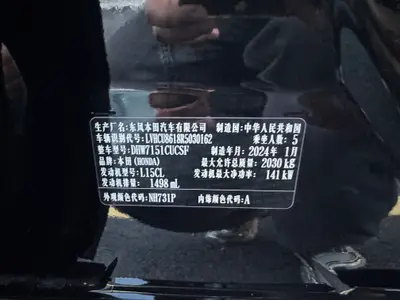 生产厂名:东风本田汽车有限公司 制造国:中华人民共和国
车辆识别代号:LVHCU8618R5030162 乘坐人数:5
整车型号:DHW7151CUCSF 制造年月:2024年1月
品牌:本田(HONDA) 最大允许总质量:2030 kg
发动机型号:L15CL 发动机最大净功率:141 kW
发动机排量:1498 mL
外观颜色代码:NH731P 内饰颜色代码:A